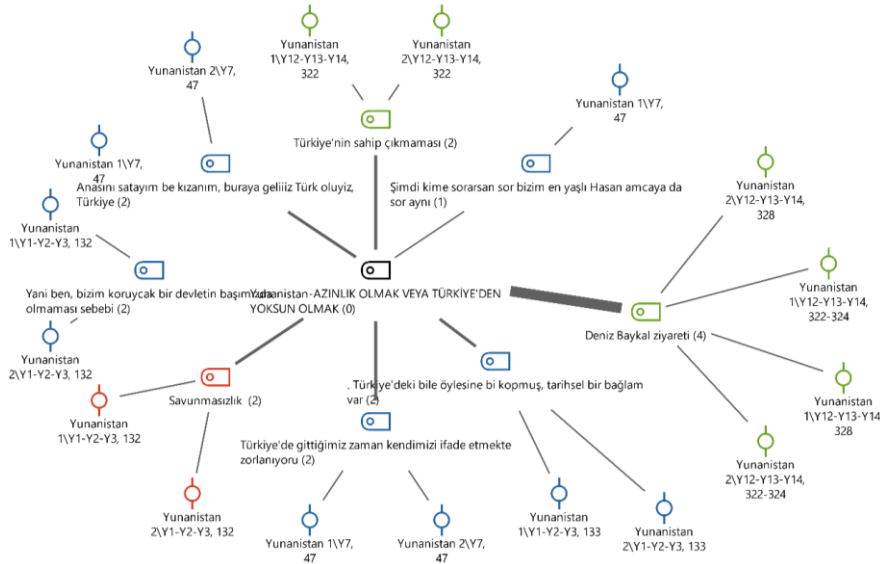 Yunanistan
1\Y12-Y13-Y14,
322
Yunanistan
2\Y12-Y13-Y14,
322
Yunanistan 2\Y7,
47
Yunanistan 1\Y7,
47
Türkiye'nin sahip çıkmaması (2)
Yunanistan 1\Y7,
47
Anasını satayım be kızanım, buraya geliiiz Türk oluyiz,
Türkiye (2)
Şimdi kime sorarsan sor bizim en yaşlı Hasan amcaya da
sor aynı (1)
Yunanistan
2\Y12-Y13-Y14,
328
Yunanistan
1\Y1-Y2-Y3, 132
Yani ben, bizim koruycak bir devletin başımızda
olmaması sebebi (2)
Yunanistan-AZINLIK OLMAK VEYA TÜRKİYE'DEN
YOKSUN OLMAK (0)
Yunanistan
1\Y12-Y13-Y14,
322-324
Deniz Baykal ziyareti (4)
Yunanistan
2\Y1-Y2-Y3, 132
Savunmasızlık (2)
. Türkiye'deki bile öylesine bi kopmuş, tarihsel bir bağlam
var (2)
Yunanistan
1\Y12-Y13-Y14,
328
Yunanistan
1\Y1-Y2-Y3, 132
Türkiye'de gittiğimiz zaman kendimizi ifade etmekte
zorlanıyoru (2)
Yunanistan
2\Y12-Y13-Y14,
322-324
Yunanistan
2\Y1-Y2-Y3, 132
Yunanistan 1\Y7,
47
Yunanistan 2\Y7,
47
Yunanistan
1\Y1-Y2-Y3, 133
Yunanistan
2\Y1-Y2-Y3, 133